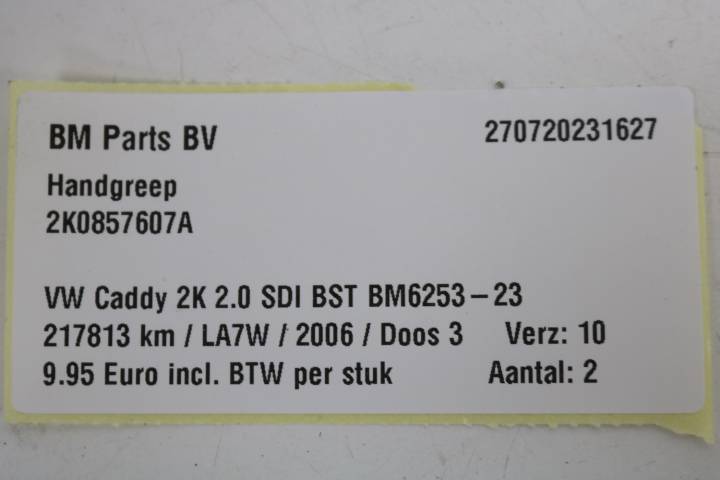 BM Parts BV 270720231627
Handgreep
2K0857607A
VW Caddy 2K 2.0 SDI BST BM6253-23
217813 km / LA7W / 2006 / Doos 3 Verz: 10
9.95 Euro incl. BTW per stuk Aantal: 2